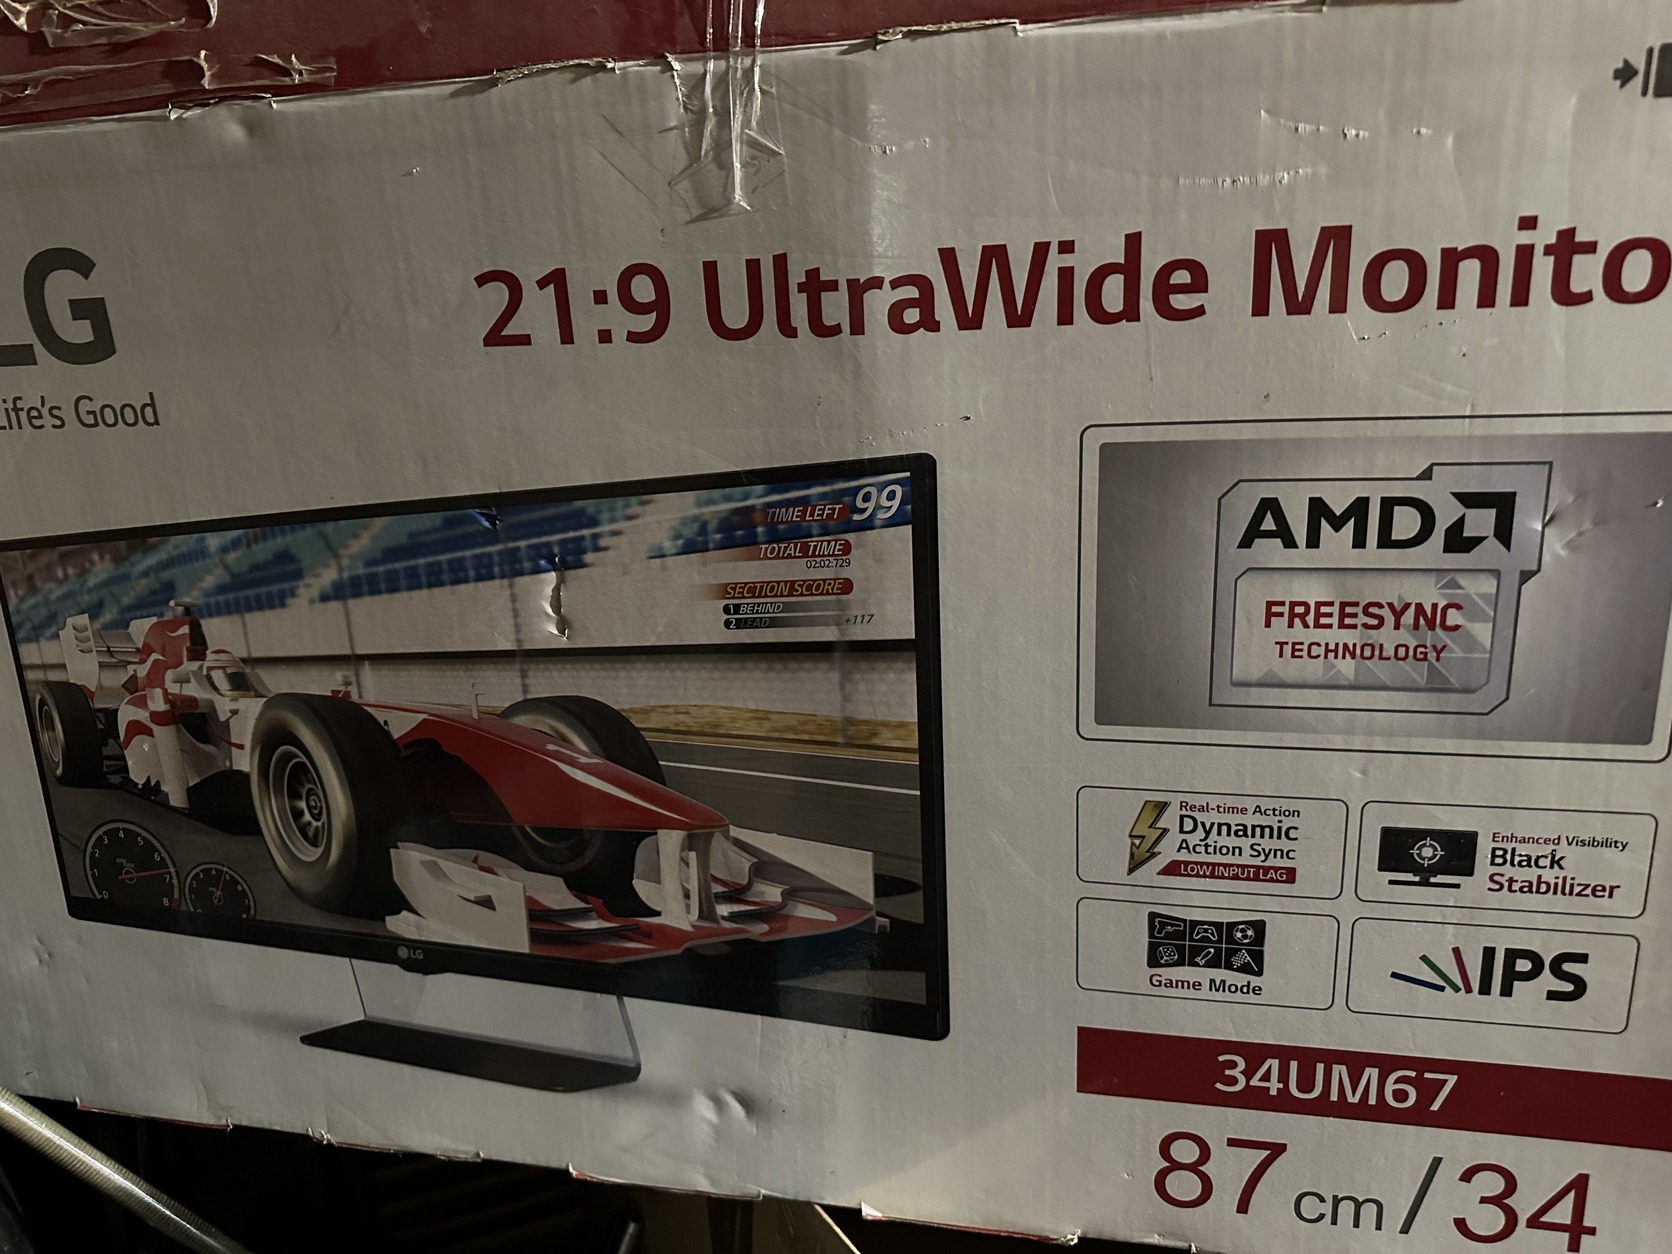 LG
Life's Good
21:9 UltraWide Monito
TIME LEFT 99
TOTAL TIME
02:02:729
SECTION SCORE
1 BEHIND
2 LEAD +117
LG
AMD
FREESYNC
TECHNOLOGY
Real-time Action
Dynamic
Action Sync
LOW INPUT LAG
Enhanced Visibility
Black
Stabilizer
Game Mode
IPS
34UM67
87 cm / 34